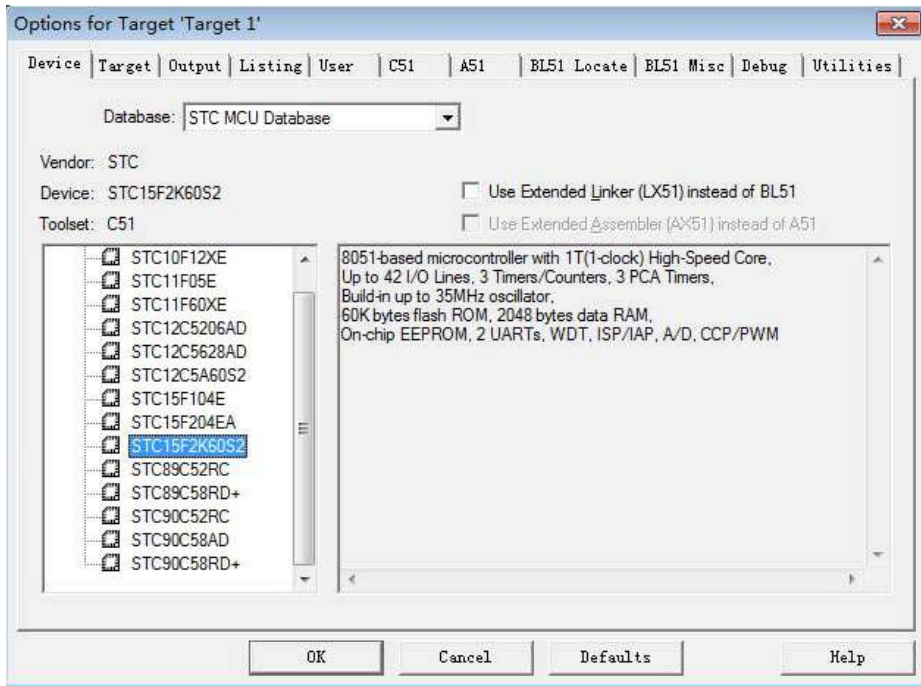 Options for Target 'Target 1'
Device Target Output Listing User C51 A51 BL51 Locate BL51 Misc Debug Utilities
Database: STC MCU Database
Vendor: STC
Device: STC15F2K60S2
Use Extended Linker (LX51) instead of BL51
Toolset: C51
Use Extended Assembler (AX51) instead of A51
STC10F12XE
STC11F05E
STC11F60XE
STC12C5206AD
STC12C5628AD
STC12C5A60S2
STC15F104E
STC15F204EA
STC15F2K60S2
STC89C52RC
STC89C58RD+
STC90C52RC
STC90C58AD
STC90C58RD+
8051-based microcontroller with 1T(1-clock) High-Speed Core,
Up to 42 I/O Lines, 3 Timers/Counters, 3 PCA Timers,
Build-in up to 35MHz oscillator,
60K bytes flash ROM, 2048 bytes data RAM,
On-chip EEPROM, 2 UARTs, WDT, ISP/IAP, A/D, CCP/PWM
OK Cancel Defaults Help